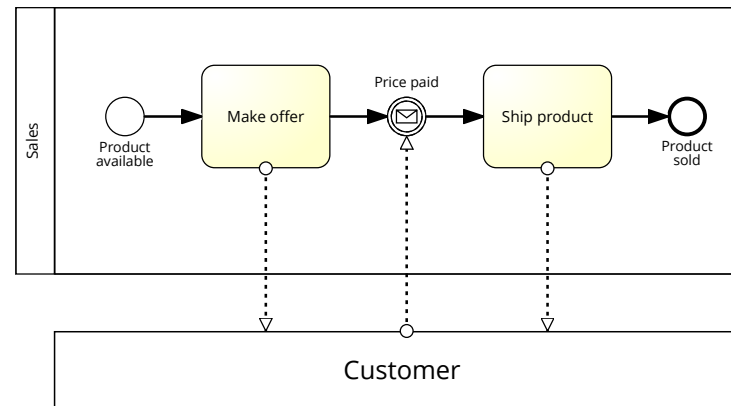 Sales
Product
available
Make offer
Price paid
Ship product
Product
sold
Customer